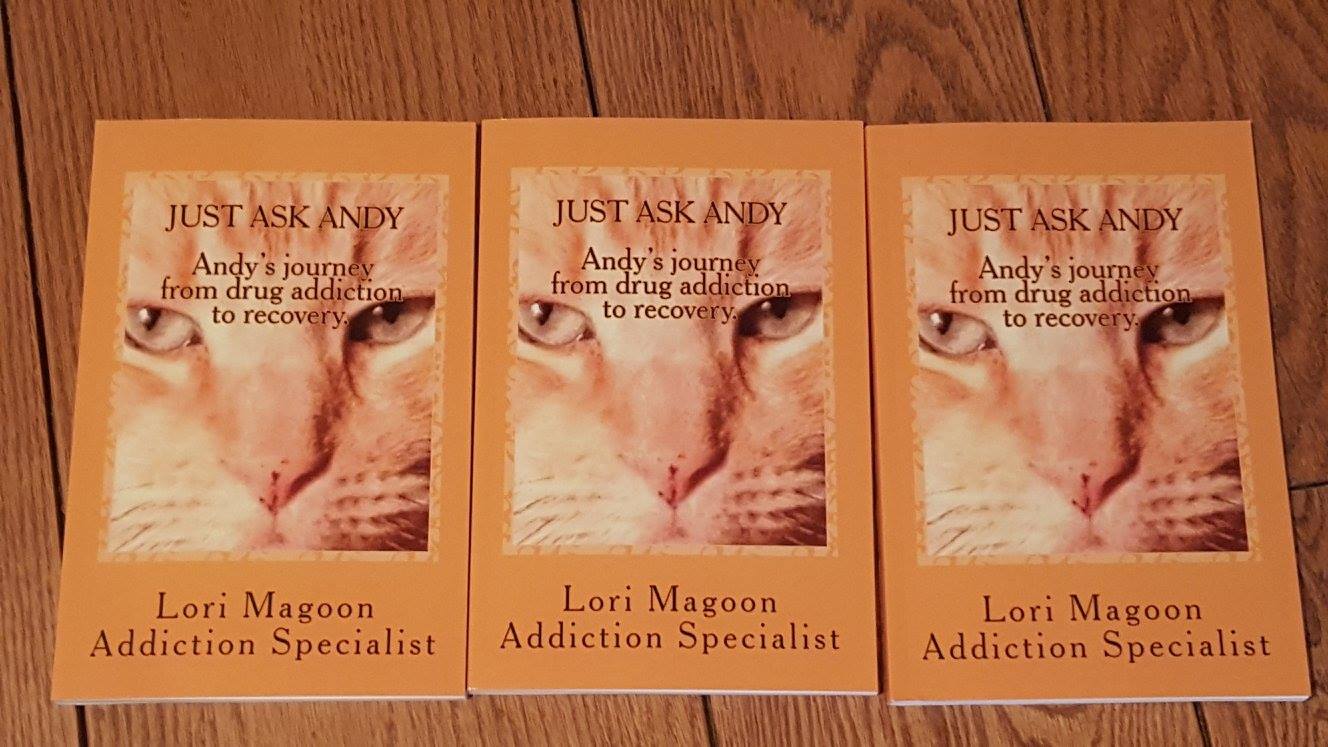 JUST ASK ANDY
Andy's journey
from drug addiction
to recovery.
Lori Magoon
Addiction Specialist
JUST ASK ANDY
Andy's journey
from drug addiction
to recovery.
Lori Magoon
Addiction Specialist
JUST ASK ANDY
Andy's journey
from drug addiction
to recovery.
Lori Magoon
Addiction Specialist